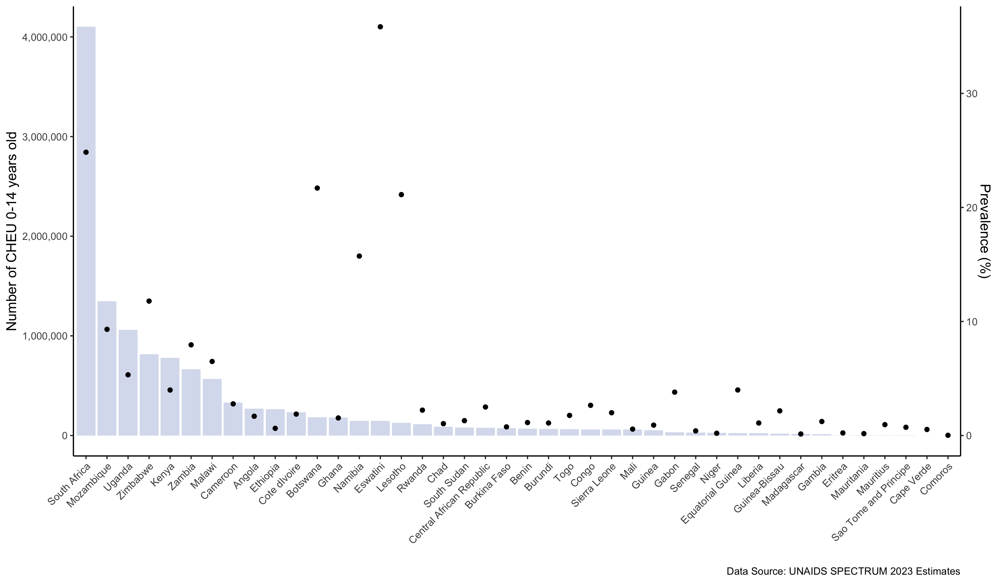 Number of CHEU 0-14 years old
4,000,000
3,000,000
2,000,000
1,000,000
0
Prevalence (%)
30
20
10
0
South Africa
Mozambique
Uganda
Zimbabwe
Kenya
Zambia
Malawi
Cameroon
Angola
Ethiopia
Cote dIvoire
Botswana
Ghana
Namibia
Eswatini
Lesotho
Rwanda
Chad
South Sudan
Central African Republic
Burkina Faso
Benin
Burundi
Togo
Congo
Sierra Leone
Mali
Guinea
Gabon
Senegal
Niger
Equatorial Guinea
Liberia
Guinea-Bissau
Madagascar
Gambia
Eritrea
Mauritania
Mauritius
Sao Tome and Principe
Cape Verde
Comoros
Data Source: UNAIDS SPECTRUM 2023 Estimates